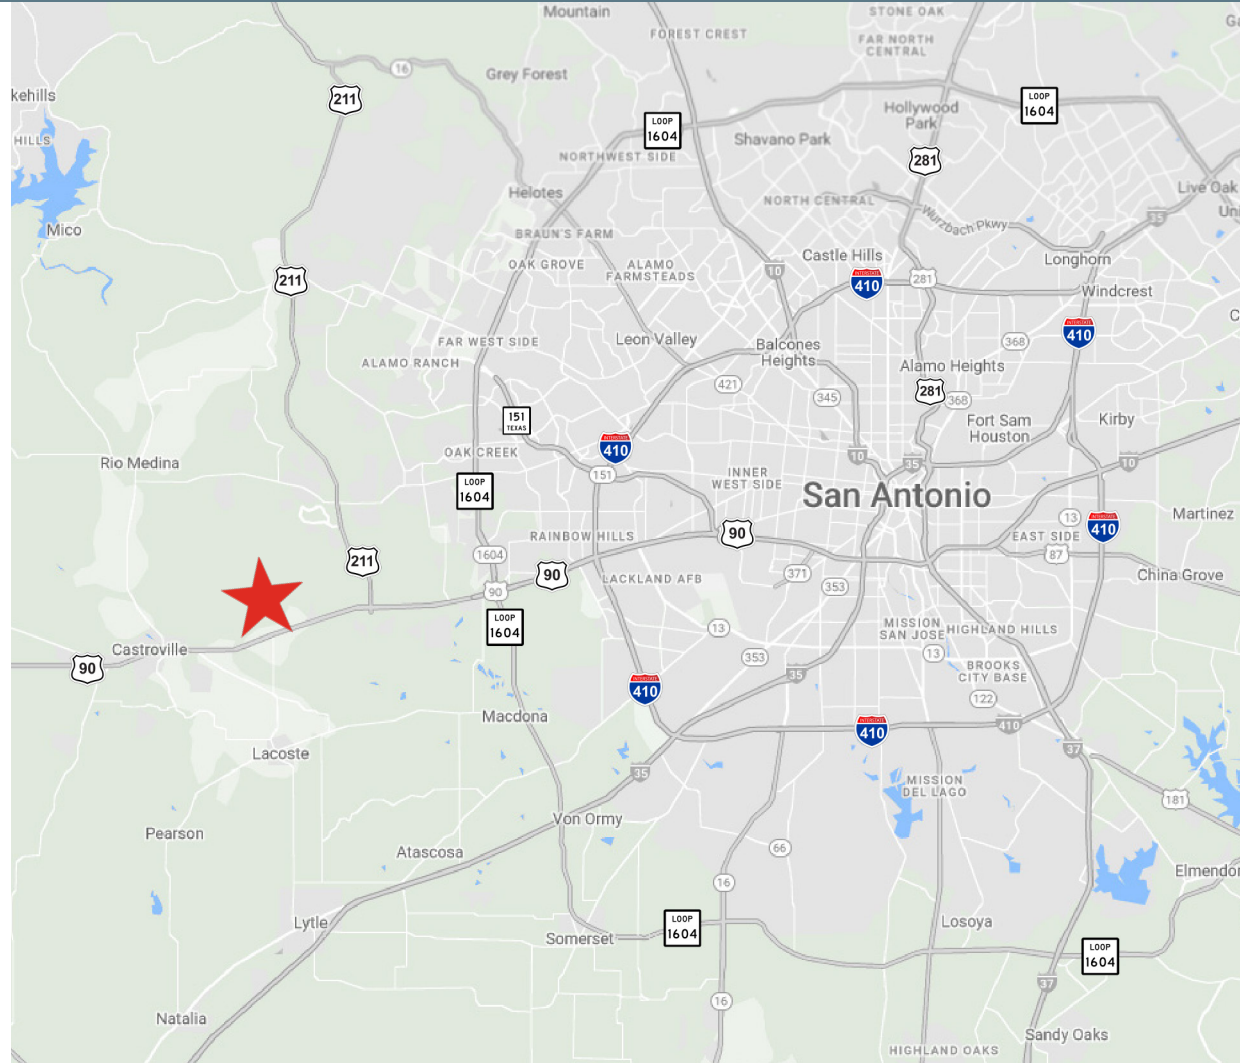 Mountain
STONE OAK
Ga
FOREST CREST
FAR NORTH
CENTRAL
16
Grey Forest
kehills
211
LOOP
1604
Hollywood
Park
LOOP
1604
HILLS
Shavano Park
NORTHWEST SIDE
281
Helotes
NORTH CENTRAL
Live Oak
Uni
35
Wurzbach Pkwy
Mico
BRAUN'S FARM
Castle Hills
Longhorn
OAK GROVE
ALAMO
FARMSTEADS
10
211
410
281
Windcrest
C
410
FAR WEST SIDE
Leon Valley
Balcones
Heights
368
ALAMO RANCH
Alamo Heights
421
345
281
368
151
TEXAS
Fort Sam
Houston
Kirby
410
OAK CREEK
10
35
10
Rio Medina
151
INNER
WEST SIDE
LOOP
1604
San Antonio
13
Martinez
410
RAINBOW HILLS
90
EAST SIDE
87
1604
211
90
LACKLAND AFB
371
353
China Grove
90
LOOP
1604
13
MISSION
SAN JOSE
HIGHLAND HILLS
Castroville
353
13
90
35
BROOKS
CITY BASE
410
122
Macdona
410
410
Lacoste
37
35
MISSION
DEL LAGO
181
Pearson
Von Ormy
Atascosa
66
16
Elmendor
Lytle
LOOP
1604
Losoya
Somerset
LOOP
1604
37
16
Natalia
Sandy Oaks
HIGHLAND OAKS